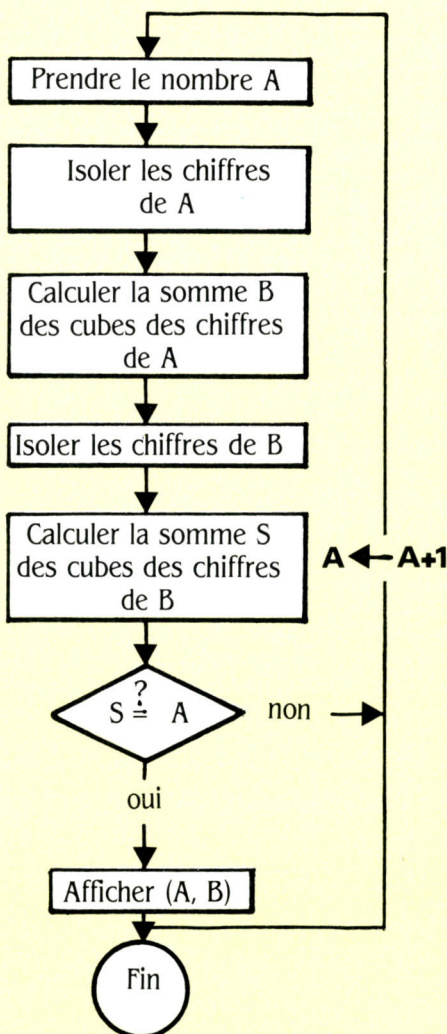 Prendre le nombre A
Isoler les chiffres
de A
Calculer la somme B
des cubes des chiffres
de A
Isoler les chiffres de B
Calculer la somme S
des cubes des chiffres
de B
A ← A+1
?
S = A
non
oui
Afficher (A, B)
Fin